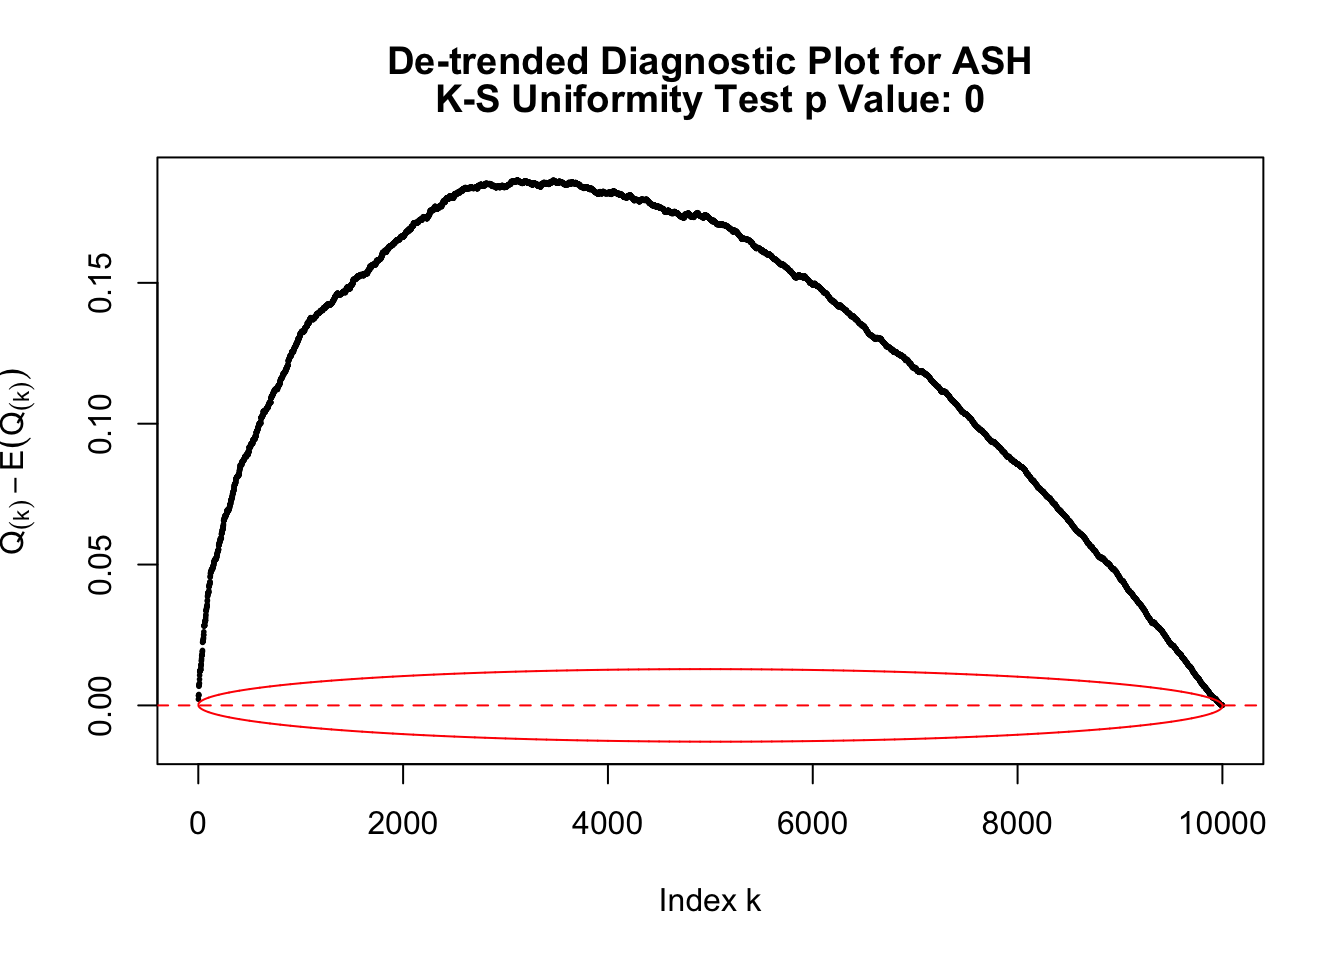 De-trended Diagnostic Plot for ASH
K-S Uniformity Test p Value: 0
Q(k) − E(Q(k))
0.15
0.10
0.05
0.00
0 2000 4000 6000 8000 10000
Index k